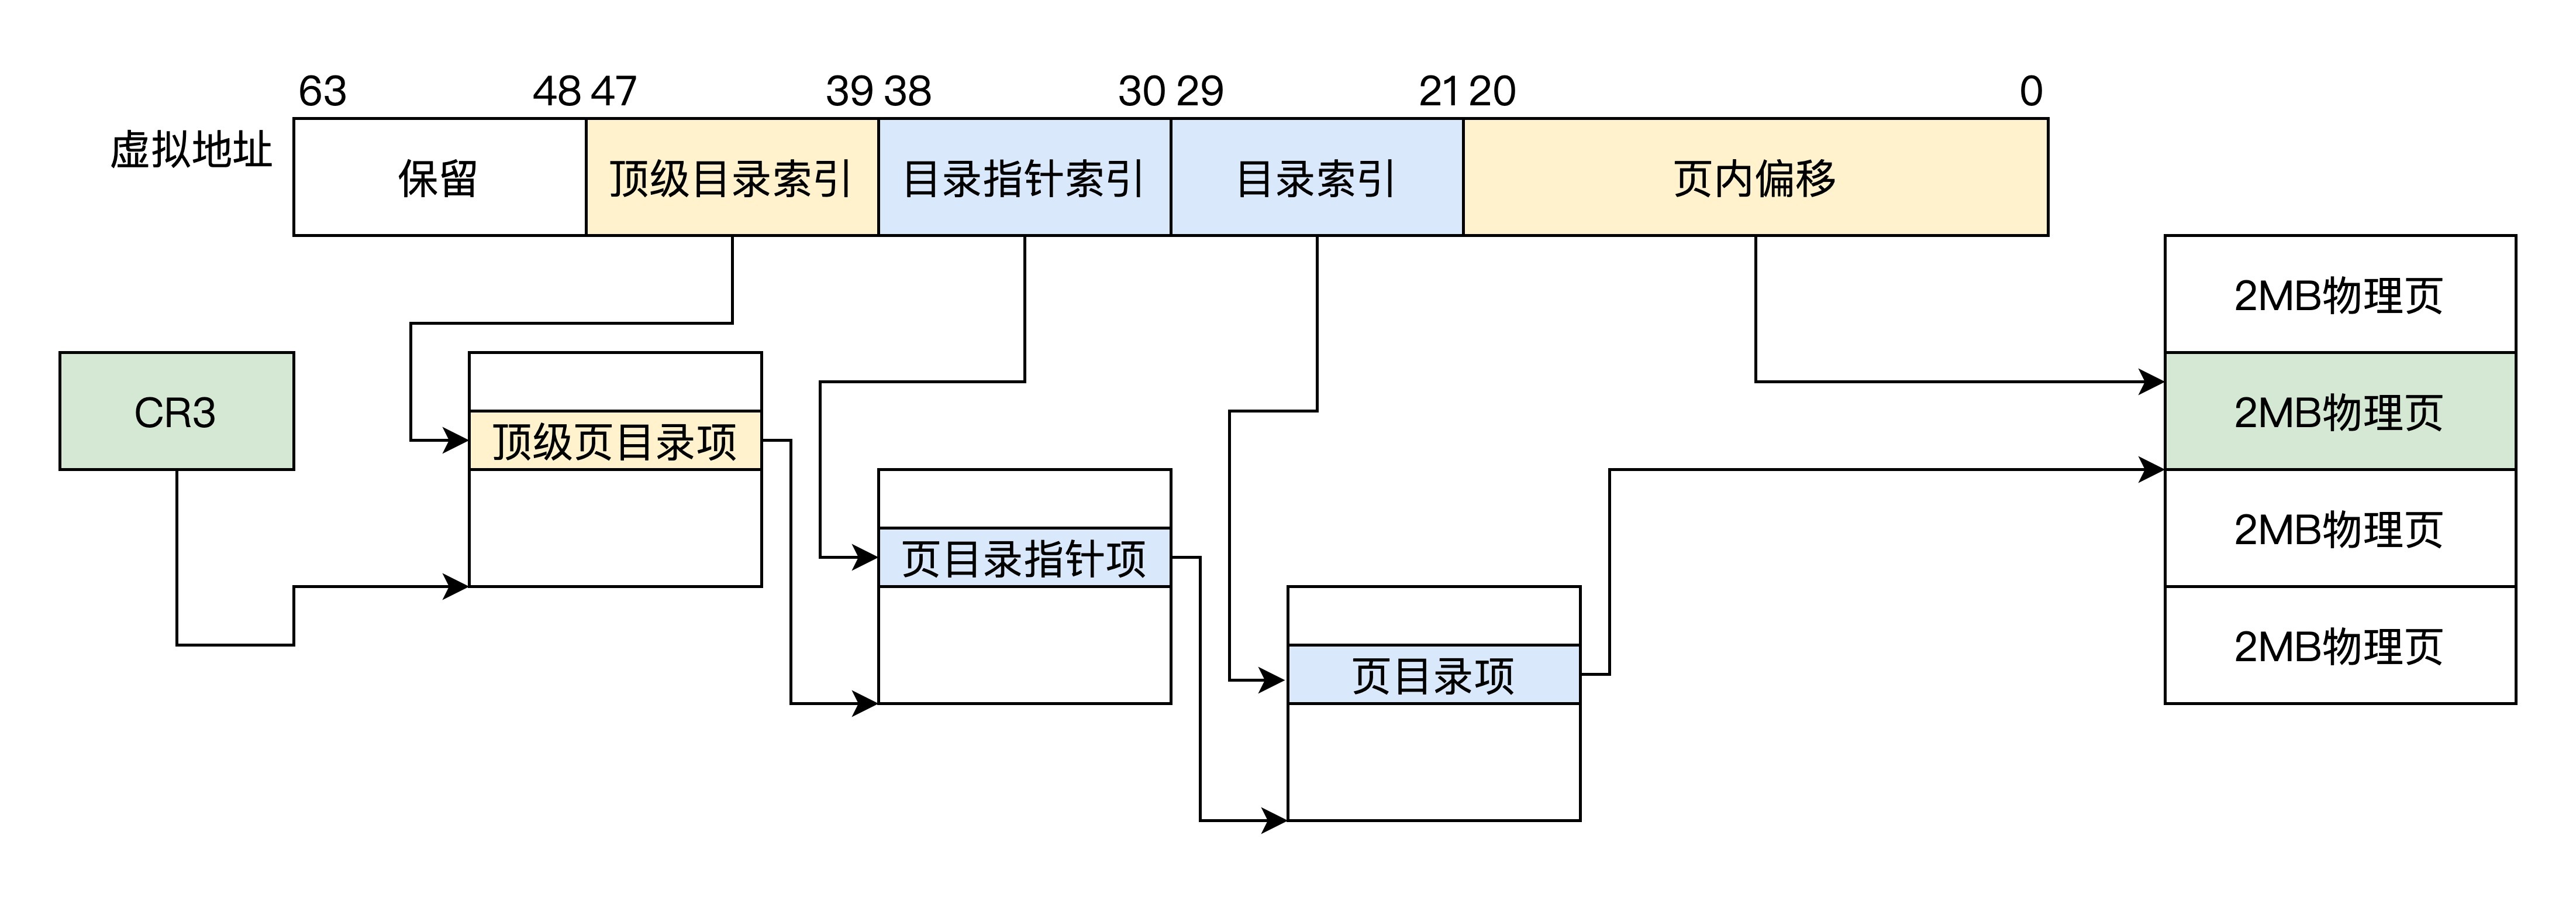 63 48 47 39 38 30 29 21 20 0
虚拟地址
保留 顶级目录索引 目录指针索引 目录索引 页内偏移
2MB物理页
CR3
顶级页目录项
2MB物理页
页目录指针项
2MB物理页
页目录项
2MB物理页